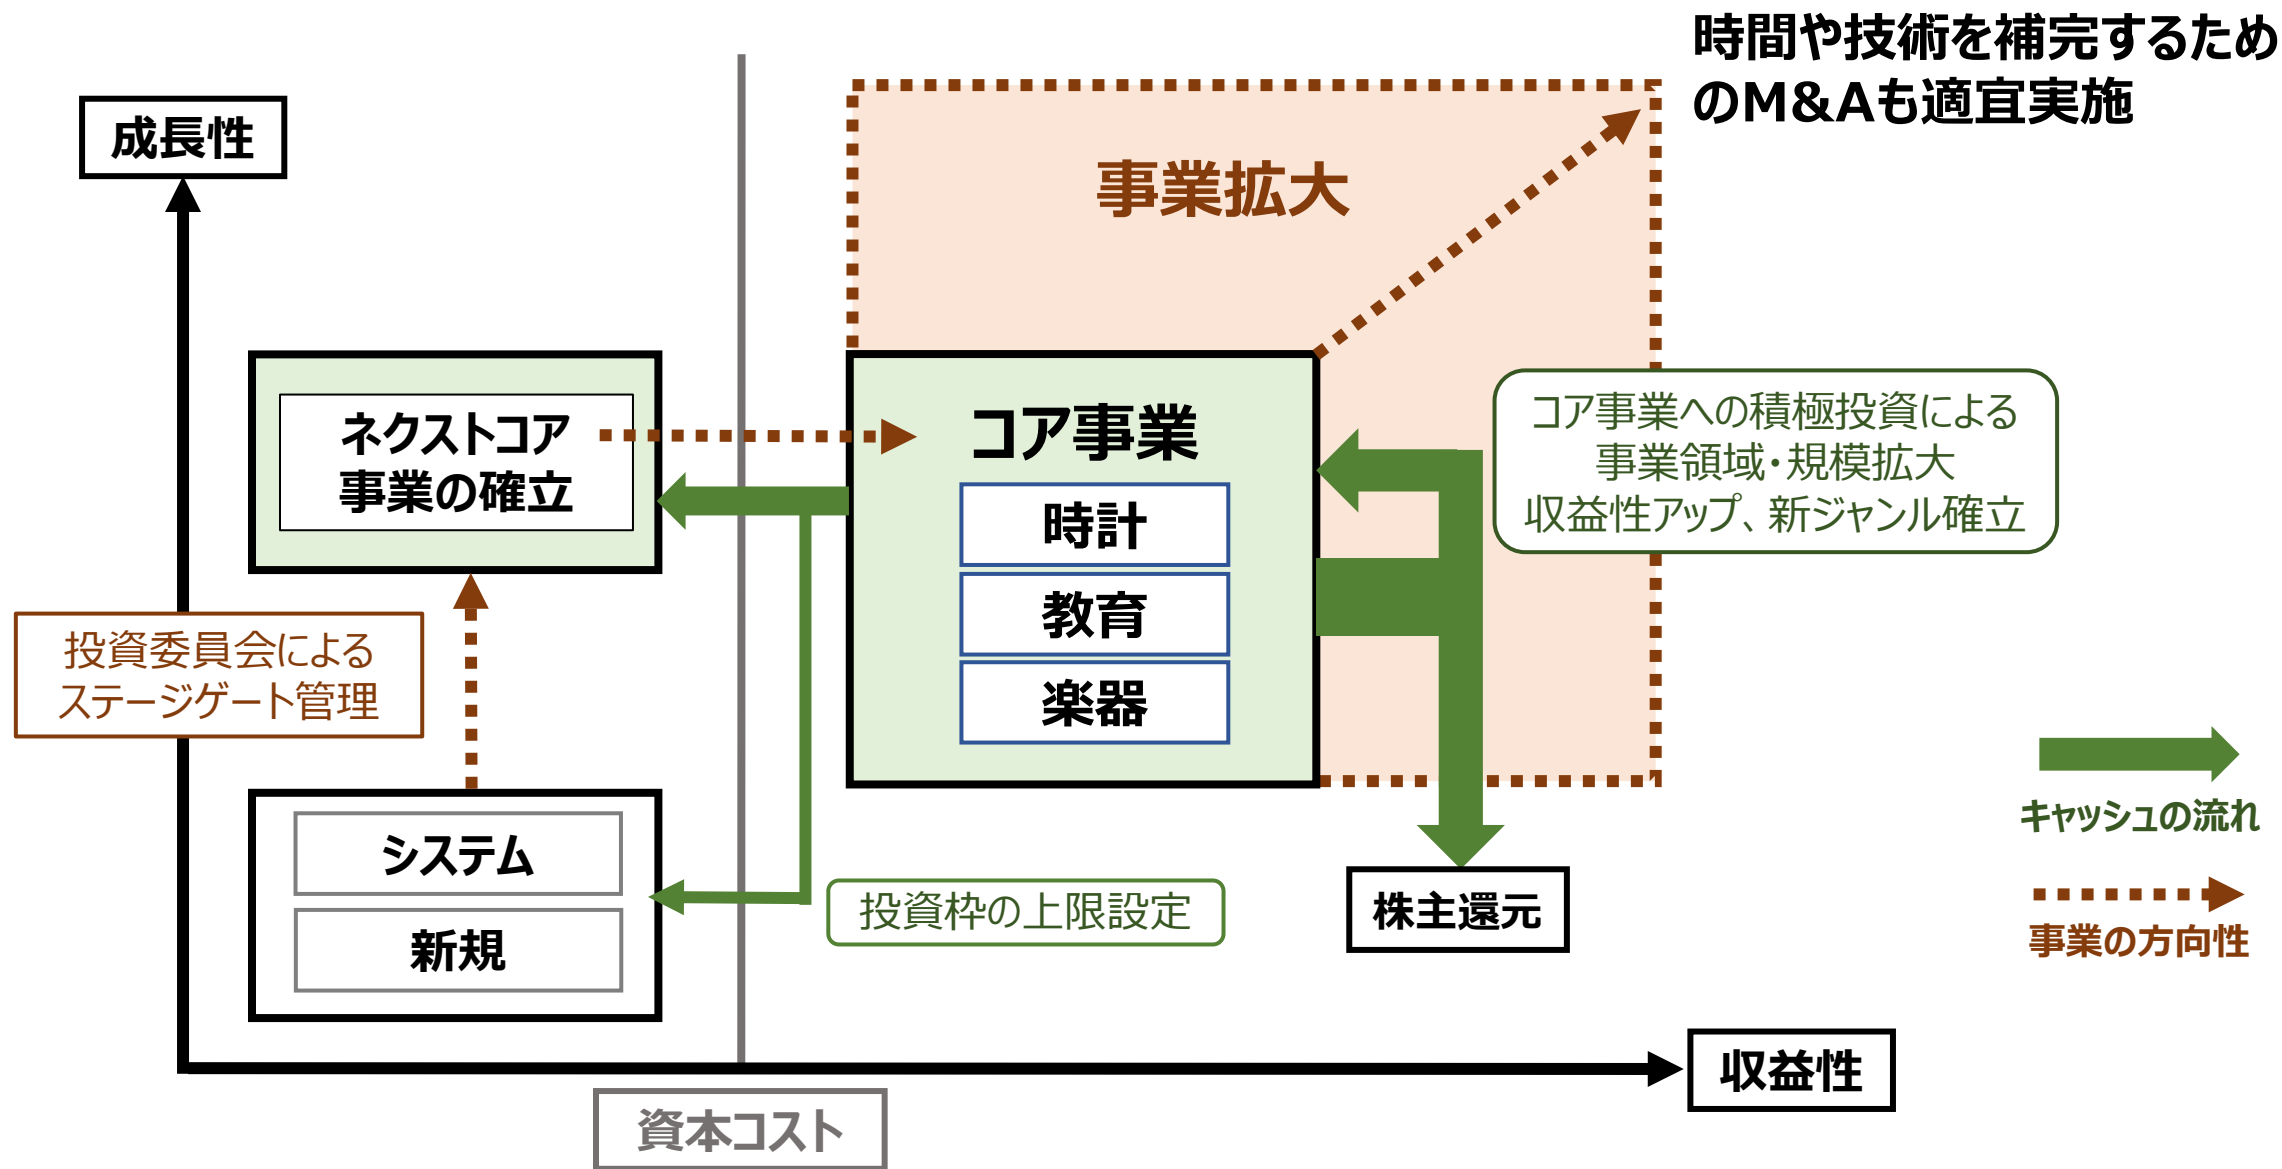 時間や技術を補完するため
のM&Aも適宜実施
成長性
事業拡大
ネクストコア
事業の確立
コア事業
時計
教育
楽器
コア事業への積極投資による
事業領域・規模拡大
収益性アップ、新ジャンル確立
投資委員会による
ステージゲート管理
システム
新規
投資枠の上限設定
株主還元
キャッシュの流れ
事業の方向性
収益性
資本コスト